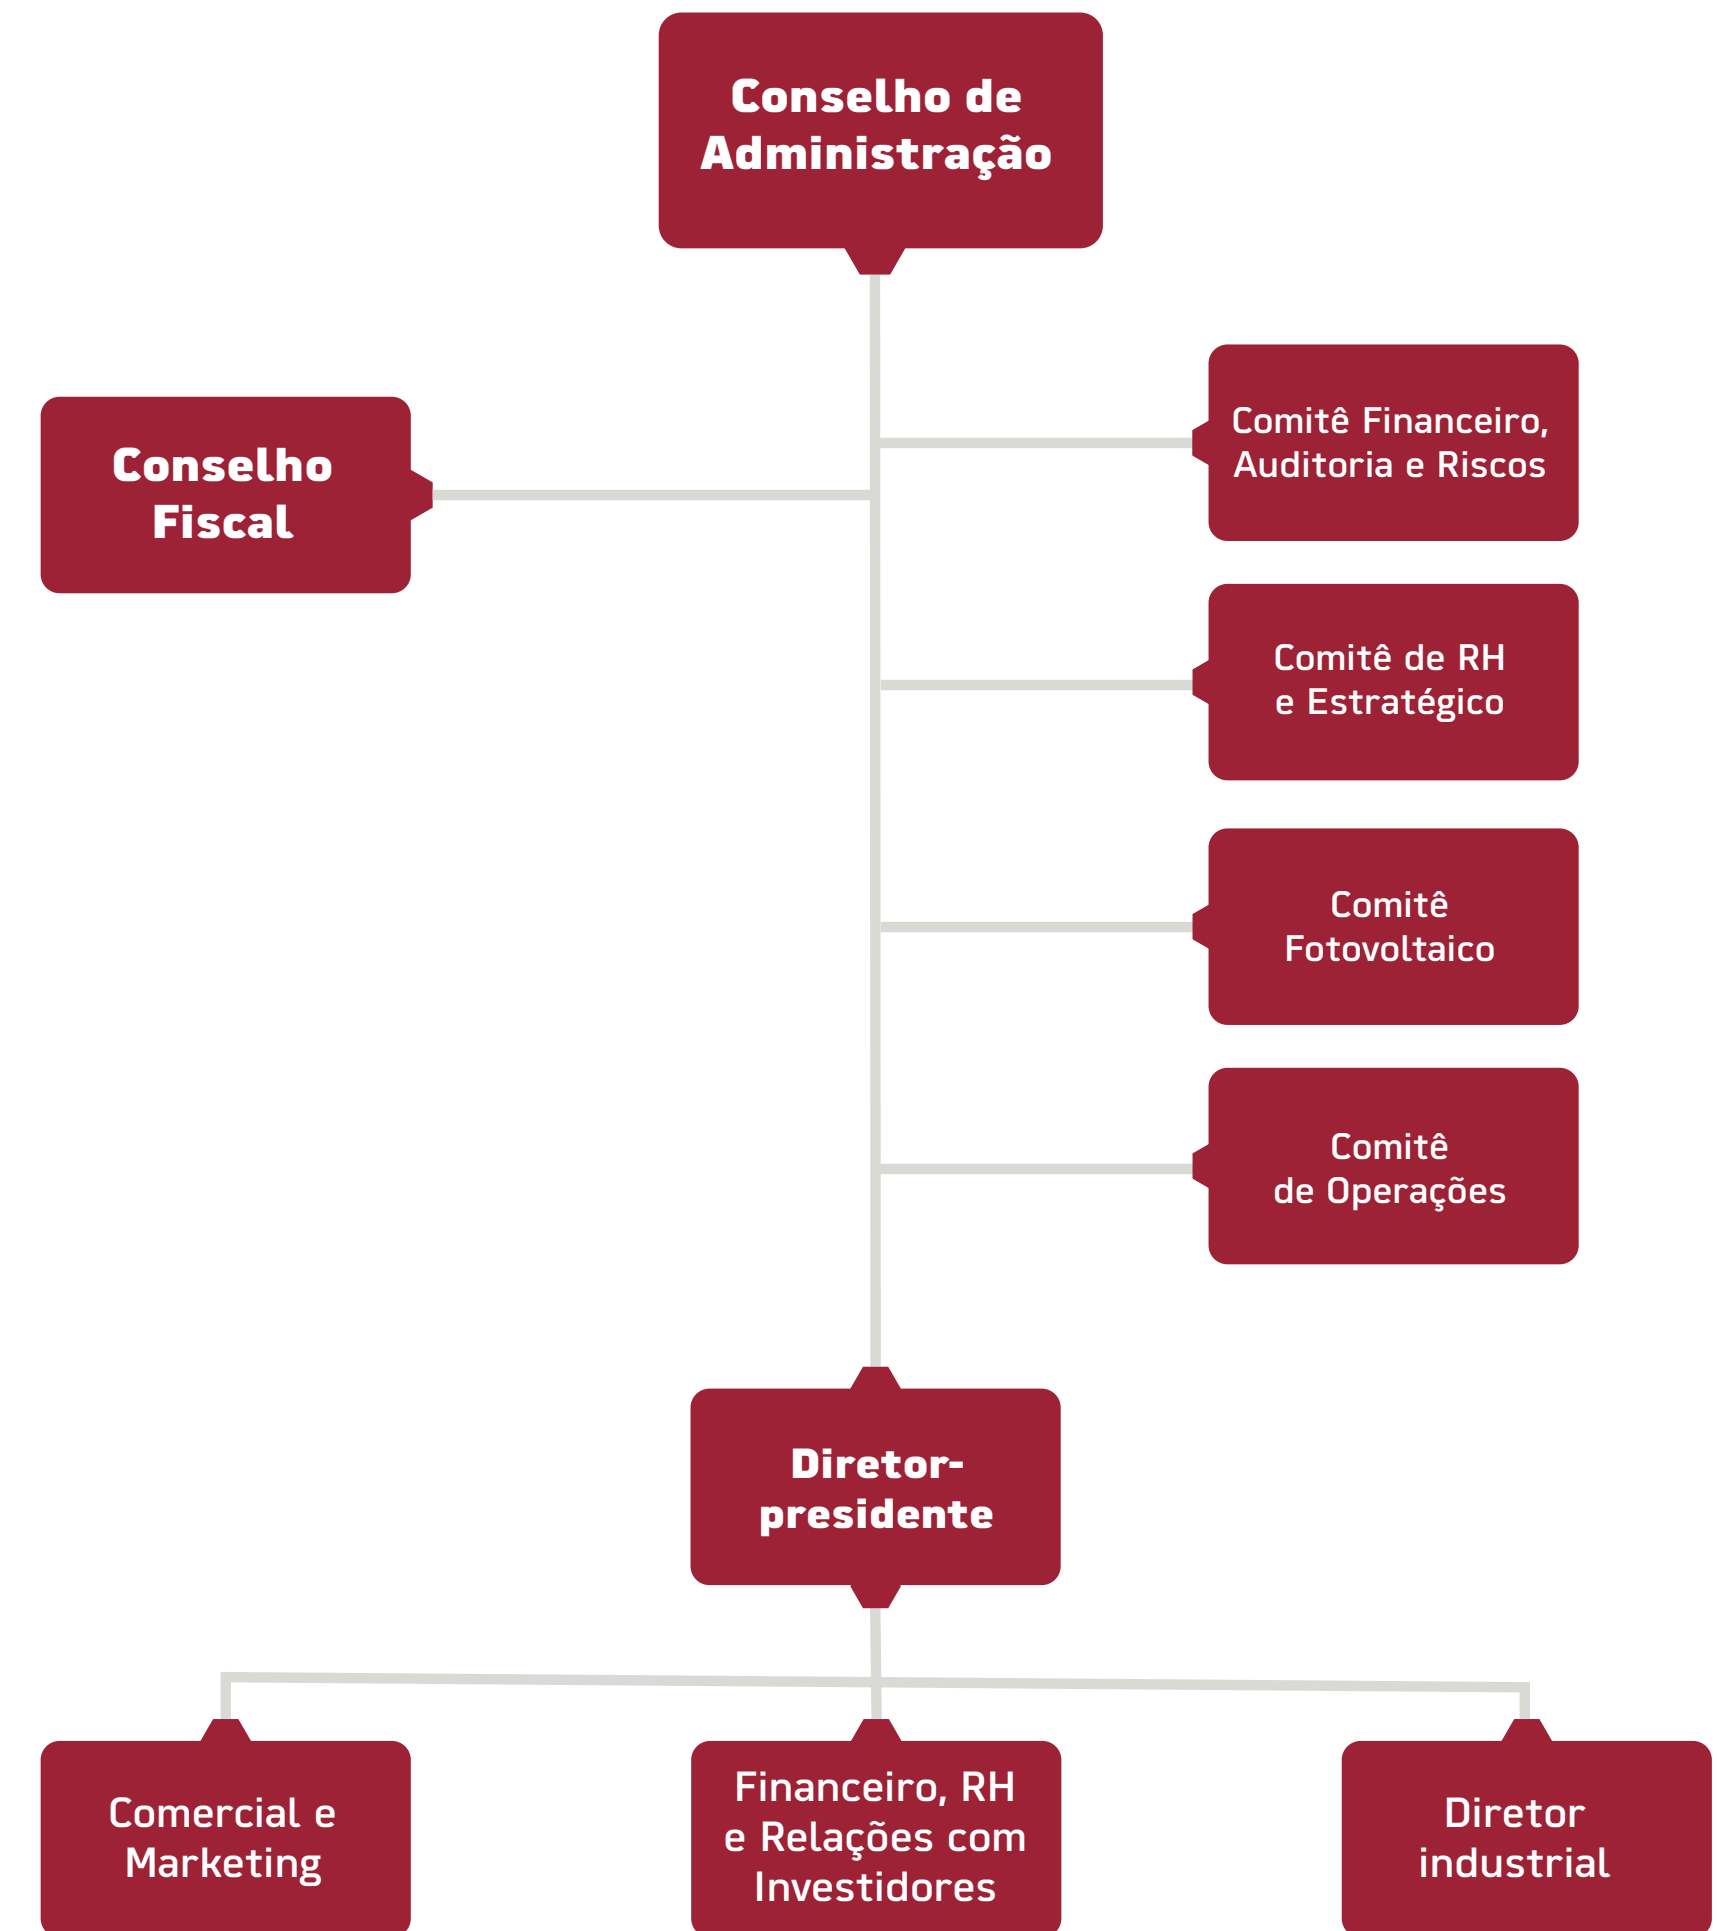 Conselho de
Administração
Comitê Financeiro,
Auditoria e Riscos
Conselho
Fiscal
Comitê de RH
e Estratégico
Comitê
Fotovoltaico
Comitê
de Operações
Diretor-
presidente
Comercial e
Marketing
Financeiro, RH
e Relações com
Investidores
Diretor
industrial